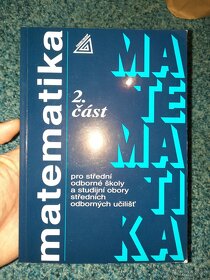 matematika
2.
část
pro střední
odborné školy
a studijní obory
středních
odborných učilišť
MA
TE
MA
TI
KA